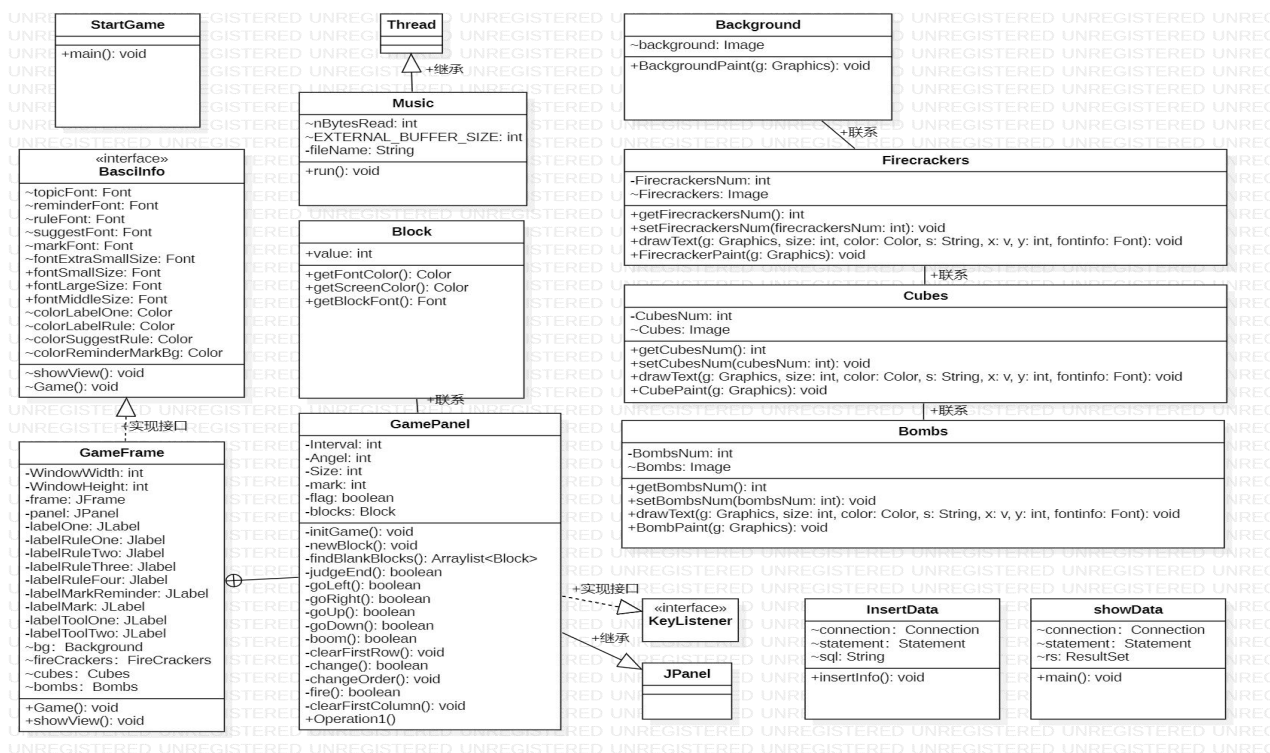 StartGame
+main(): void
Thread
+继承
Music
~nBytesRead: int
~EXTERNAL_BUFFER_SIZE: int
-fileName: String
+run(): void
Background
~background: Image
+BackgroundPaint(g: Graphics): void
+联系
«interface»
BasciInfo
~topicFont: Font
~reminderFont: Font
~ruleFont: Font
~suggestFont: Font
~markFont: Font
~fontExtraSmallSize: Font
+fontSmallSize: Font
+fontLargeSize: Font
+fontMiddleSize: Font
~colorLabelOne: Color
~colorLabelRule: Color
~colorSuggestRule: Color
~colorReminderMarkBg: Color
~showView(): void
~Game(): void
+实现接口
Block
+value: int
+getFontColor(): Color
+getScreenColor(): Color
+getBlockFont(): Font
+联系
Firecrackers
-FirecrackersNum: int
~Firecrackers: Image
+getFirecrackersNum(): int
+setFirecrackersNum(firecrackersNum: int): void
+drawText(g: Graphics, size: int, color: Color, s: String, x: v, y: int, fontinfo: Font): void
+FirecrackerPaint(g: Graphics): void
+联系
Cubes
-CubesNum: int
~Cubes: Image
+getCubesNum(): int
+setCubesNum(cubesNum: int): void
+drawText(g: Graphics, size: int, color: Color, s: String, x: v, y: int, fontinfo: Font): void
+CubePaint(g: Graphics): void
+联系
Bombs
-BombsNum: int
~Bombs: Image
+getBombsNum(): int
+setBombsNum(bombsNum: int): void
+drawText(g: Graphics, size: int, color: Color, s: String, x: v, y: int, fontinfo: Font): void
+BombPaint(g: Graphics): void
GameFrame
-WindowWidth: int
-WindowHeight: int
-frame: JFrame
-panel: JPanel
-labelOne: JLabel
-labelRuleOne: Jlabel
-labelRuleTwo: Jlabel
-labelRuleThree: Jlabel
-labelRuleFour: Jlabel
-labelMarkReminder: JLabel
-labelMark: JLabel
-labelToolOne: JLabel
-labelToolTwo: JLabel
~bg: Background
~fireCrackers: FireCrackers
~cubes: Cubes
~bombs: Bombs
+Game(): void
+showView(): void
GamePanel
-Interval: int
-Angel: int
-Size: int
-mark: int
-flag: boolean
-blocks: Block
-initGame(): void
-newBlock(): void
-findBlankBlocks(): Arraylist<Block>
-judgeEnd(): boolean
-goLeft(): boolean
-goRight(): boolean
-goUp(): boolean
-goDown(): boolean
-boom(): boolean
-clearFirstRow(): void
-change(): boolean
-changeOrder(): void
-fire(): boolean
-clearFirstColumn(): void
+Operation1()
+实现接口
«interface»
KeyListener
+继承
JPanel
InsertData
~connection: Connection
~statement: Statement
~sql: String
+insertInfo(): void
showData
~connection: Connection
~statement: Statement
~rs: ResultSet
+main(): void